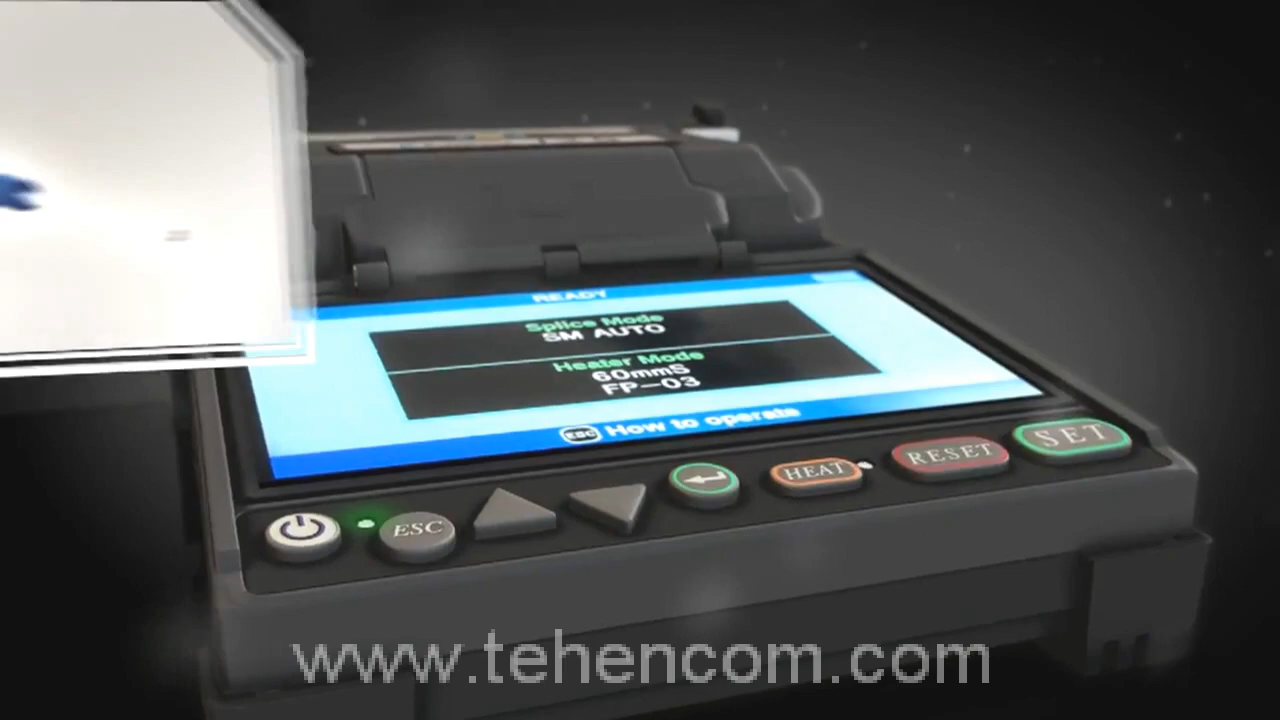 READY
Splice Mode
SM AUTO
Heater Mode
60mmS
FP-03
ESC How to operate
ESC
HEAT
RESET
SET
www.tehencom.com